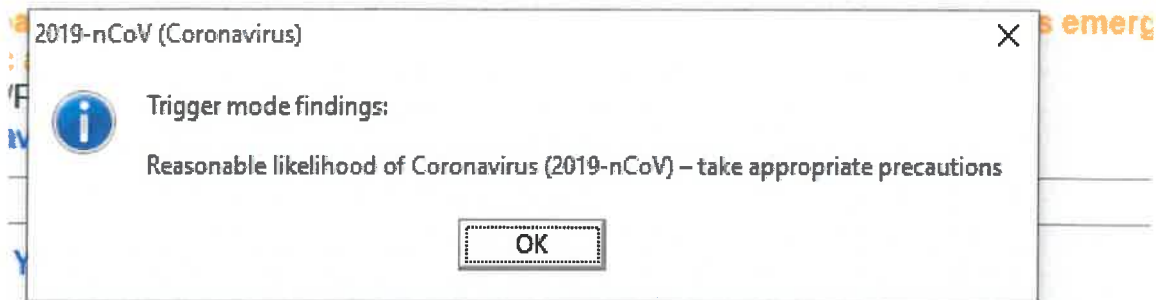 2019-nCoV (Coronavirus)
s emerg
Trigger mode findings:
Reasonable likelihood of Coronavirus (2019-nCoV) – take appropriate precautions
OK